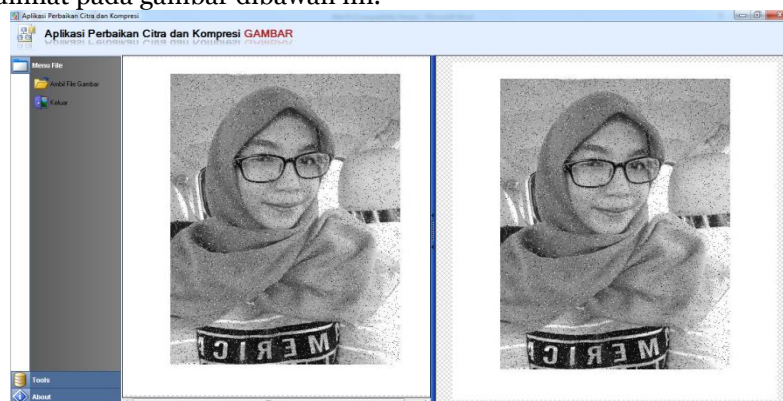 pada gambar dibawah ini.
Aplikasi Perbaikan Citra dan Kompresi
Aplikasi Perbaikan Citra dan Kompresi GAMBAR
Menu File
Ambil File Gambar
Keluar
Tools
About